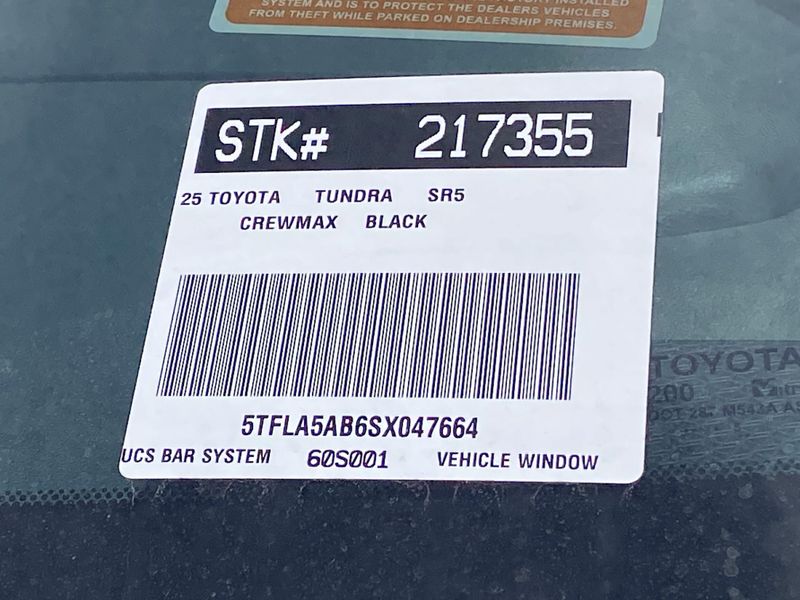 SYSTEM AND IS TO PROTECT THE DEALERS VEHICLES
FROM THEFT WHILE PARKED ON DEALERSHIP PREMISES.
STK# 217355
25 TOYOTA TUNDRA SR5
CREWMAX BLACK
5TFLA5AB6SX047664
UCS BAR SYSTEM 60S001 VEHICLE WINDOW
TOYOTA
200